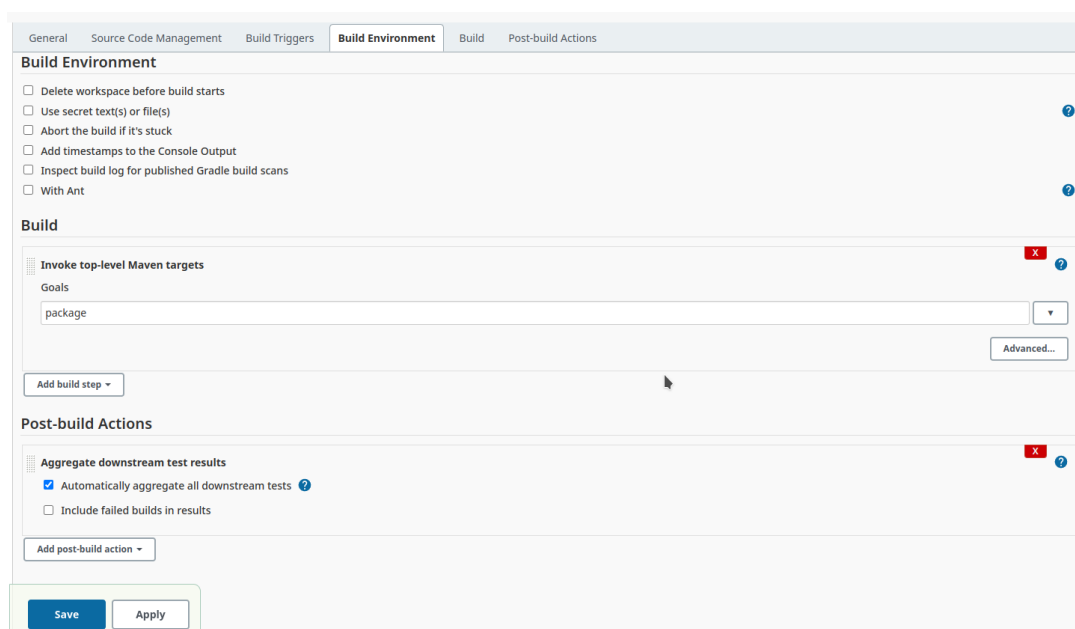 General Source Code Management Build Triggers Build Environment Build Post-build Actions
Build Environment
Delete workspace before build starts
Use secret text(s) or file(s)
?
Abort the build if it's stuck
Add timestamps to the Console Output
Inspect build log for published Gradle build scans
With Ant
?
Build
X
Invoke top-level Maven targets
?
Goals
package
Advanced...
Add build step
Post-build Actions
X
Aggregate downstream test results
?
Automatically aggregate all downstream tests ?
Include failed builds in results
Add post-build action
Save Apply